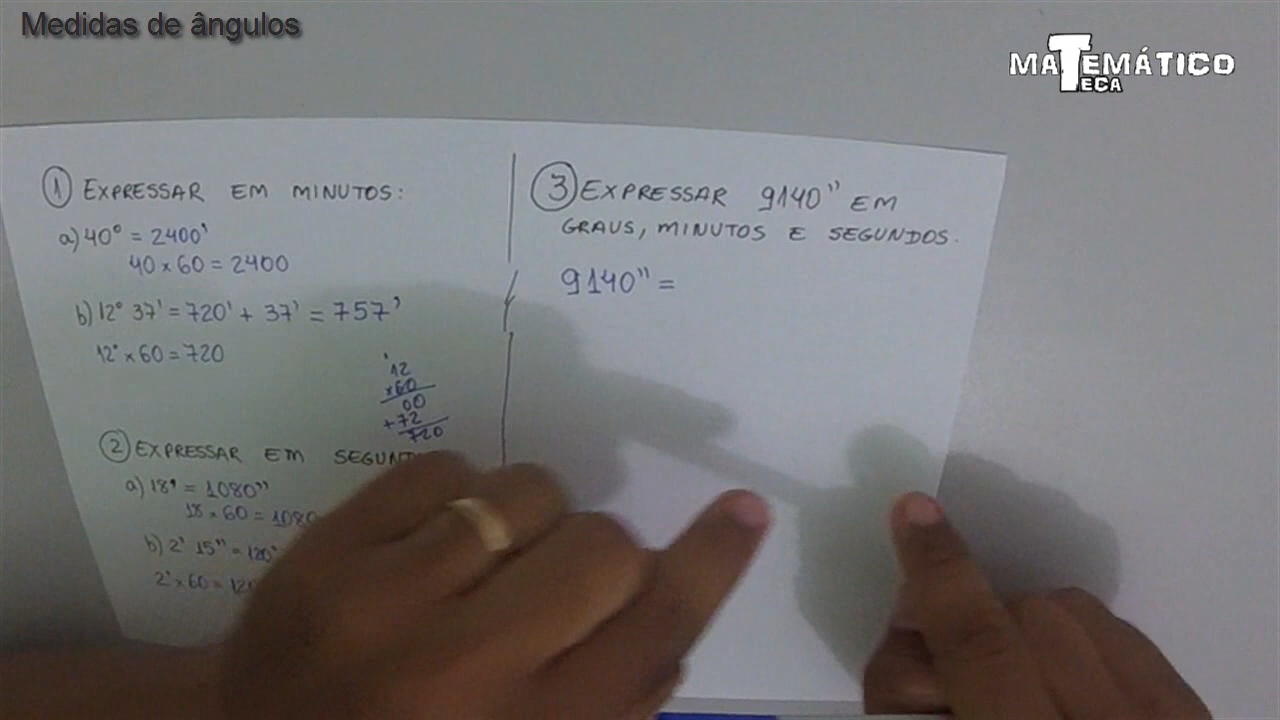 Medidas de ângulos
MATEMÁTICO
TECA
1 EXPRESSAR EM MINUTOS:
a) 40° = 2400'
40 x 60 = 2400
b) 12° 37' = 720' + 37' = 757'
12° x 60 = 720
12
x60
00
+72
720
2 EXPRESSAR EM
a) 18' = 1080"
18 x 60 = 1080
b) 2' 15" = 120"
2' x 60 =
3 EXPRESSAR 9140" EM
GRAUS, MINUTOS E SEGUNDOS.
9140" =